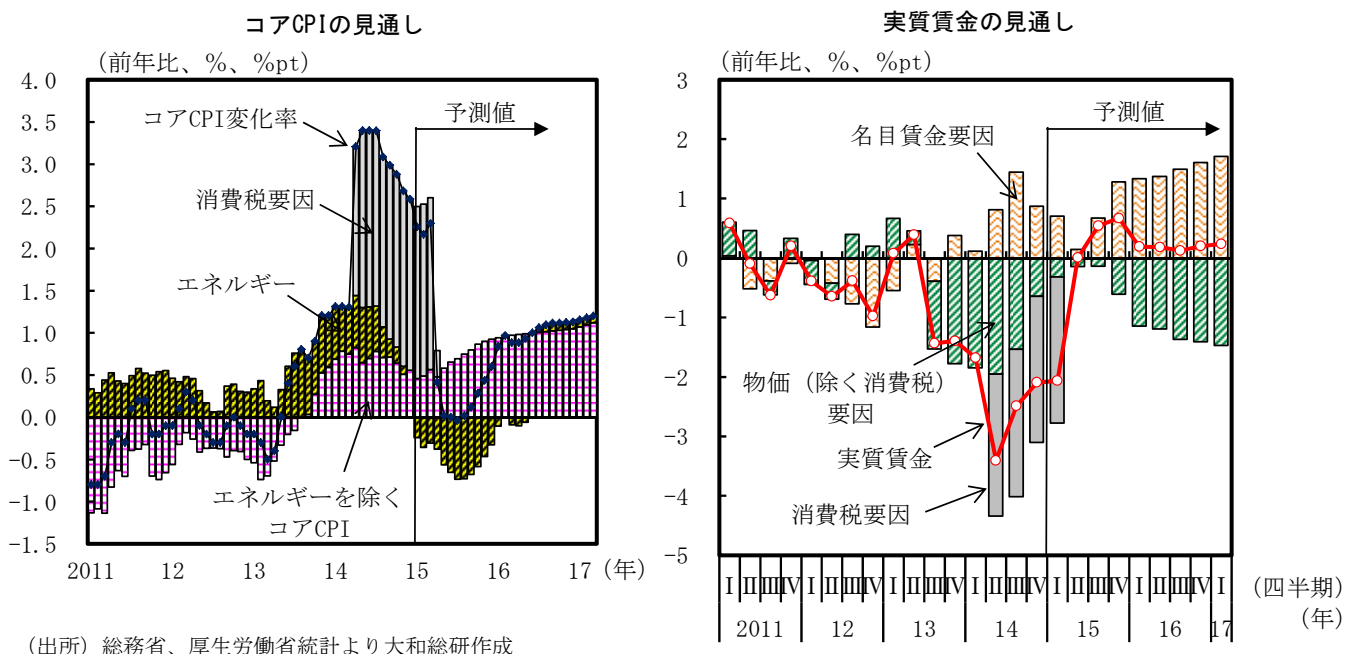 コアCPIの見通し
(前年比、%、%pt)
4.0
3.5
3.0
2.5
2.0
1.5
1.0
0.5
0.0
-0.5
-1.0
-1.5
コアCPI変化率
予測値
消費税要因
エネルギー
エネルギーを除く
コアCPI
2011 12 13 14 15 16 17 (年)
実質賃金の見通し
(前年比、%、%pt)
3
2
1
0
-1
-2
-3
-4
-5
予測値
名目賃金要因
物価(除く消費税)
要因
実質賃金
消費税要因
Ⅰ Ⅱ Ⅲ Ⅳ Ⅰ Ⅱ Ⅲ Ⅳ Ⅰ Ⅱ Ⅲ Ⅳ Ⅰ Ⅱ Ⅲ Ⅳ Ⅰ Ⅱ Ⅲ Ⅳ Ⅰ Ⅱ Ⅲ Ⅳ Ⅰ (四半期)
2011 12 13 14 15 16 17 (年)
(出所)総務省、厚生労働省統計より大和総研作成